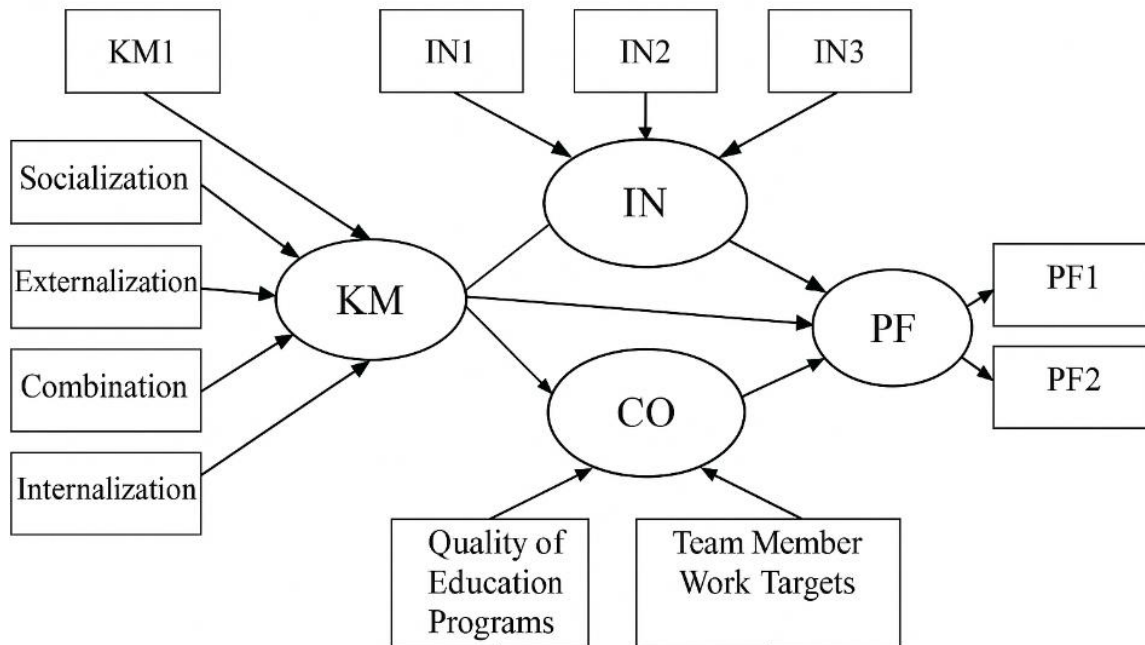 KM1
IN1
IN2
IN3
Socialization
IN
Externalization
KM
PF1
PF
Combination
PF2
CO
Internalization
Quality of
Education
Programs
Team Member
Work Targets